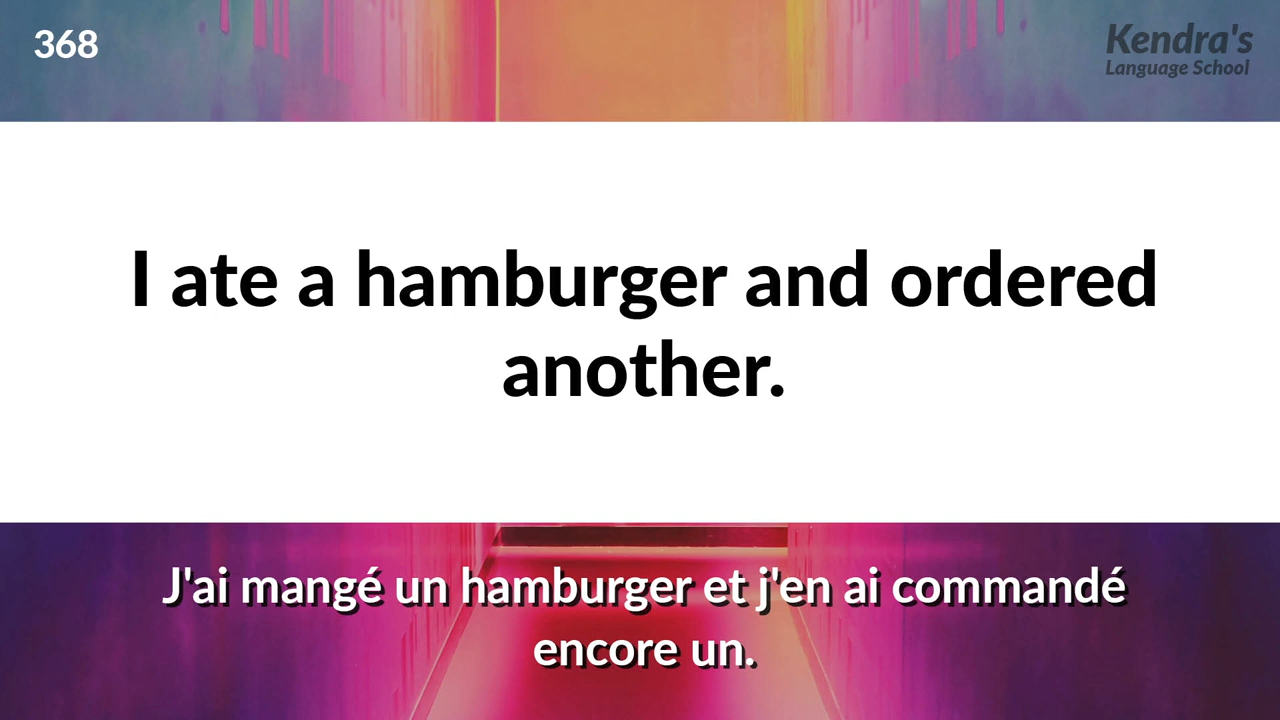 368
Kendra's
Language School
I ate a hamburger and ordered
another.
J'ai mangé un hamburger et j'en ai commandé
encore un.